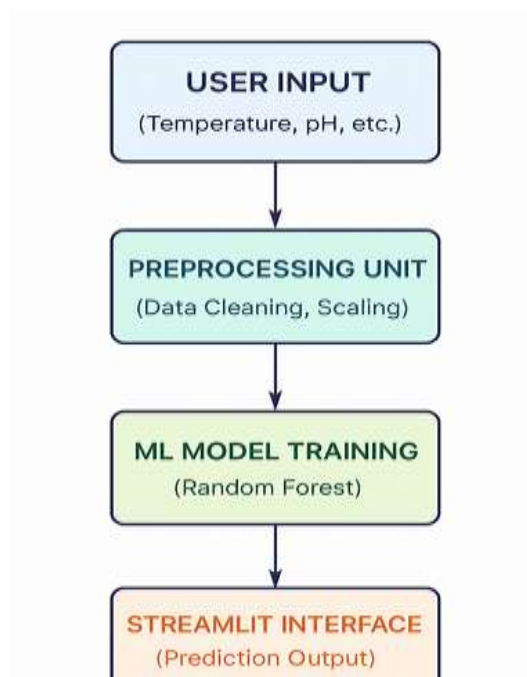 USER INPUT
(Temperature, pH, etc.)
PREPROCESSING UNIT
(Data Cleaning, Scaling)
ML MODEL TRAINING
(Random Forest)
STREAMLIT INTERFACE
(Prediction Output)